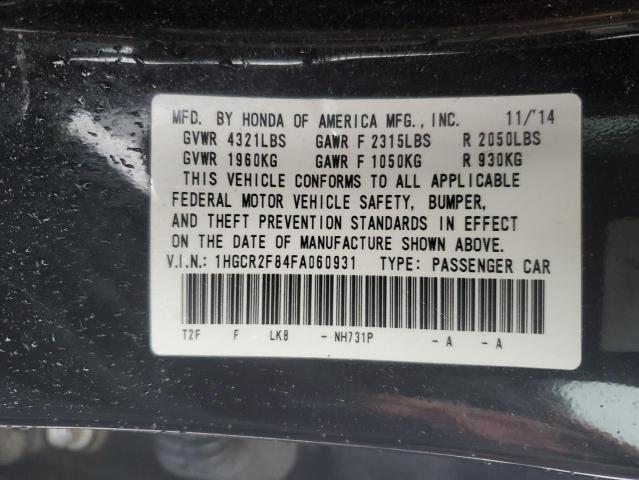 MFD. BY HONDA OF AMERICA MFG., INC. 11/'14
GVWR 4321LBS GAWR F 2315LBS R 2050LBS
GVWR 1960KG GAWR F 1050KG R 930KG
THIS VEHICLE CONFORMS TO ALL APPLICABLE
FEDERAL MOTOR VEHICLE SAFETY, BUMPER,
AND THEFT PREVENTION STANDARDS IN EFFECT
ON THE DATE OF MANUFACTURE SHOWN ABOVE.
V.I.N.: 1HGCR2F84FA060931 TYPE: PASSENGER CAR
T2F F LKB - NH731P - A - A